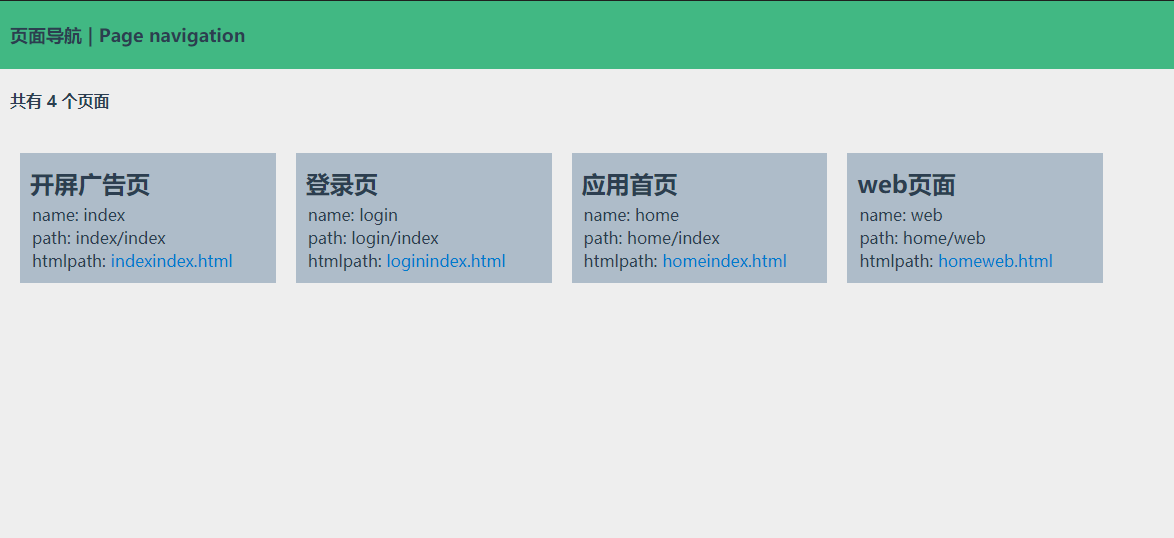 页面导航 | Page navigation
共有 4 个页面
开屏广告页
name: index
path: index/index
htmlpath: indexindex.html
登录页
name: login
path: login/index
htmlpath: loginindex.html
应用首页
name: home
path: home/index
htmlpath: homeindex.html
web页面
name: web
path: home/web
htmlpath: homeweb.html